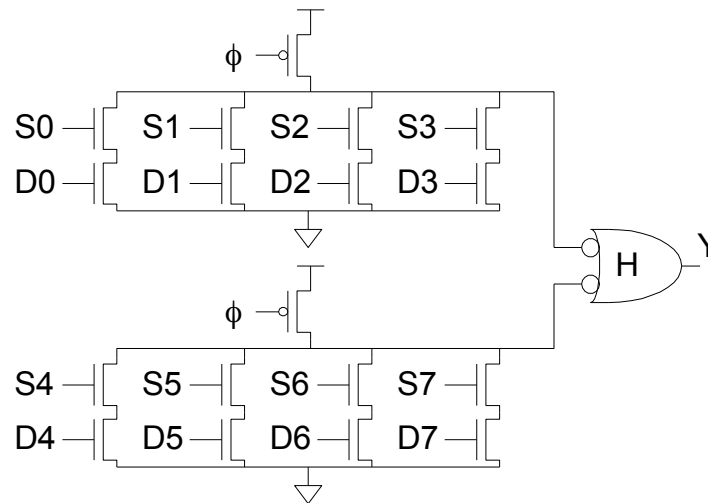 ϕ
S0 S1 S2 S3
D0 D1 D2 D3
H Y
ϕ
S4 S5 S6 S7
D4 D5 D6 D7